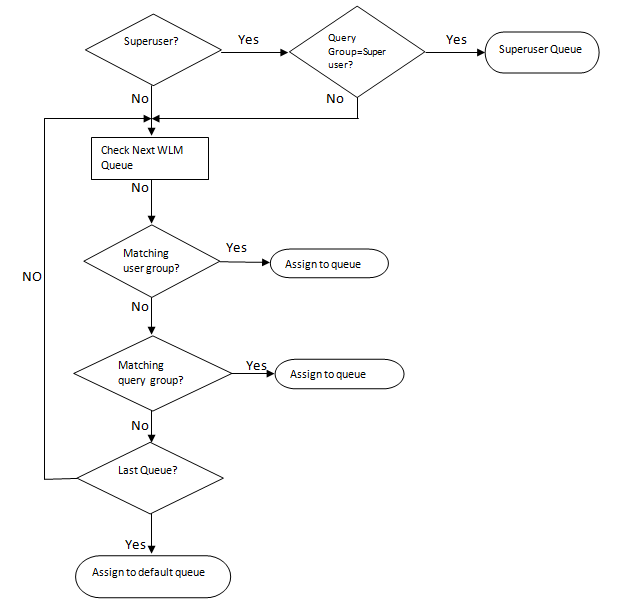 Superuser?
Yes
Query
Group=Super
user?
Yes
Superuser Queue
No
No
Check Next WLM
Queue
No
Matching
user group?
Yes
Assign to queue
NO
No
Matching
query group?
Yes
Assign to queue
No
Last Queue?
Yes
Assign to default queue